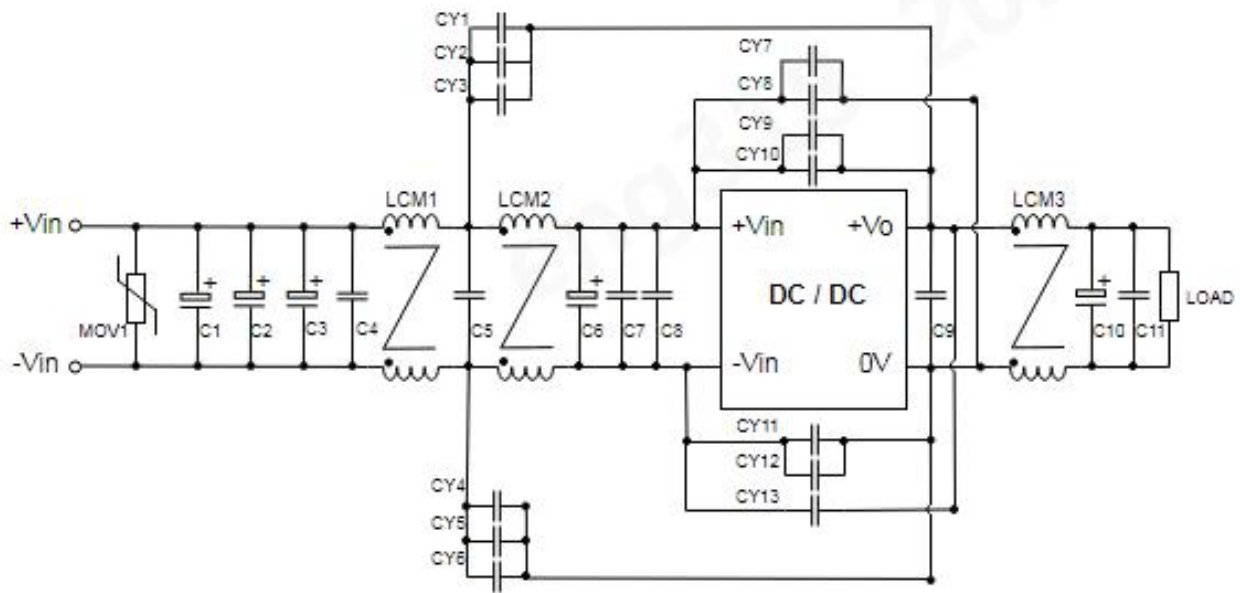 CY1
CY2
CY3
CY7
CY8
CY9
CY10
LCM1
LCM2
LCM3
+Vin
+Vin
+Vo
DC / DC
MOV1
C1
C2
C3
C4
C5
C6
C7
C8
C9
C10
C11
LOAD
-Vin
-Vin
0V
+
+
+
+
+
CY11
CY12
CY13
CY4
CY5
CY6